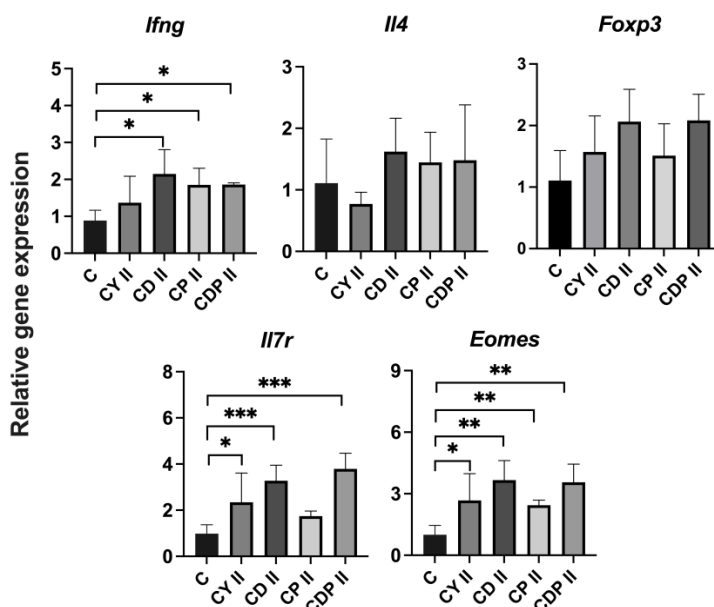 Ifng
Il4
Foxp3
Relative gene expression
5
4
3
2
1
0
*
*
*
C
CY II
CD II
CP II
CDP II
3
2
1
0
C
CY II
CD II
CP II
CDP II
3
2
1
0
C
CY II
CD II
CP II
CDP II
Il7r
Eomes
8
6
4
2
0
***
***
*
C
CY II
CD II
CP II
CDP II
9
6
3
0
**
**
**
*
C
CY II
CD II
CP II
CDP II